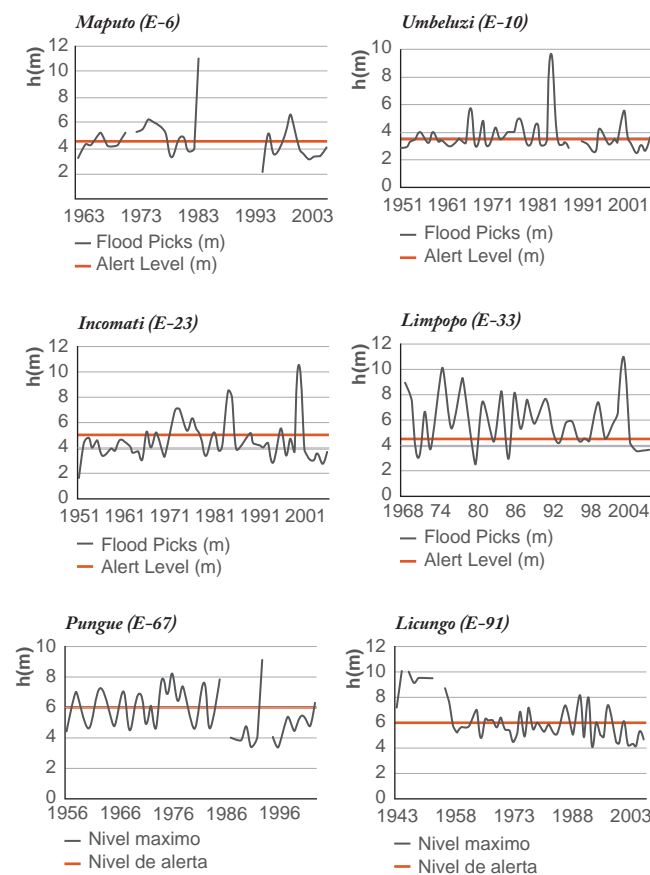 Maputo (E-6)
h(m)
12
10
8
6
4
2
1963 1973 1983 1993 2003
Flood Picks (m)
Alert Level (m)
Umbeluzi (E-10)
h(m)
10
8
6
4
2
0
1951 1961 1971 1981 1991 2001
Flood Picks (m)
Alert Level (m)
Incomati (E-23)
h(m)
12
10
8
6
4
2
0
1951 1961 1971 1981 1991 2001
Flood Picks (m)
Alert Level (m)
Limpopo (E-33)
h(m)
12
10
8
6
4
2
0
1968 74 80 86 92 98 2004
Flood Picks (m)
Alert Level (m)
Pungue (E-67)
h(m)
10
8
6
4
2
0
1956 1966 1976 1986 1996
Nivel maximo
Nivel de alerta
Licungo (E-91)
h(m)
12
10
8
6
4
2
0
1943 1958 1973 1988 2003
Nivel maximo
Nivel de alerta